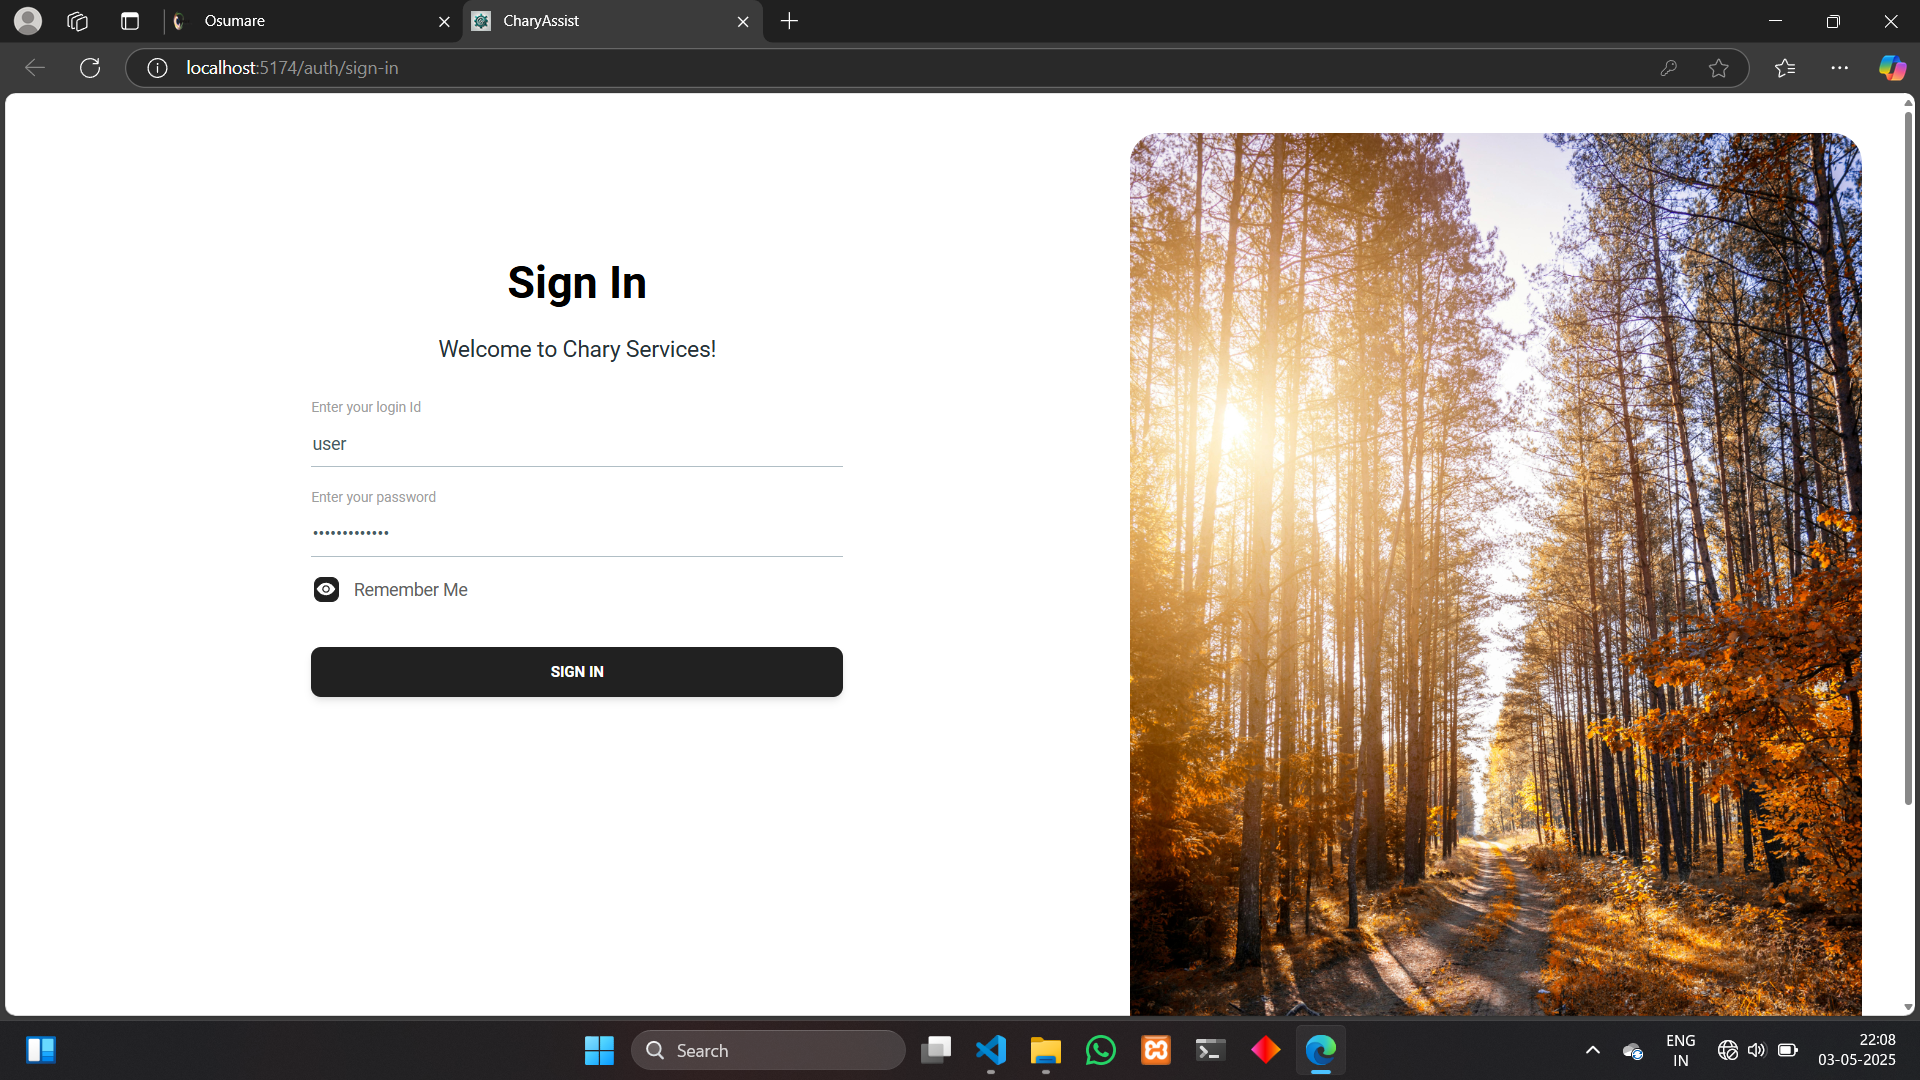 Osumare
CharyAssist
localhost:5174/auth/sign-in
Sign In
Welcome to Chary Services!
Enter your login Id
user
Enter your password
•••••••••••••
Remember Me
SIGN IN
Search
ENG
IN
22:08
03-05-2025